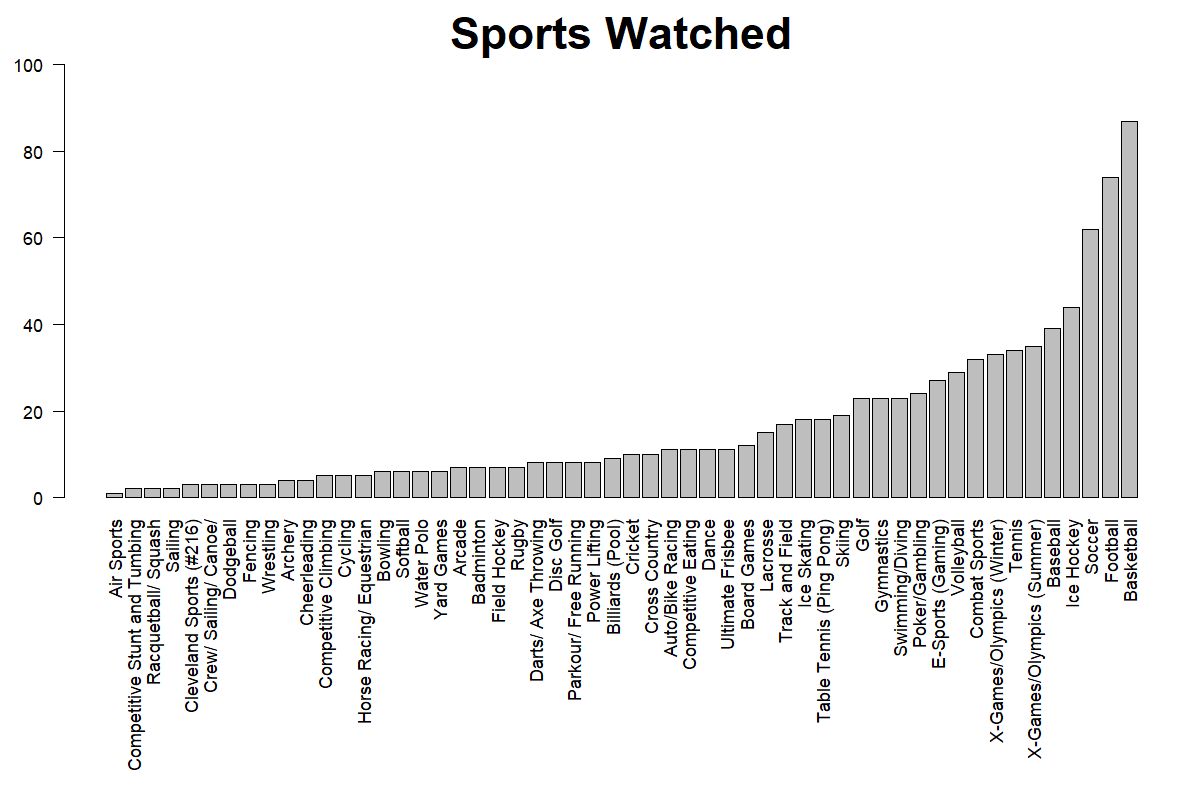 Sports Watched
100
80
60
40
20
0
Air Sports
Competitive Stunt and Tumbing
Racquetball/ Squash
Sailing
Cleveland Sports (#216)
Crew/ Sailing/ Canoe/
Dodgeball
Fencing
Wrestling
Archery
Cheerleading
Competitive Climbing
Cycling
Horse Racing/ Equestrian
Bowling
Softball
Water Polo
Yard Games
Arcade
Badminton
Field Hockey
Rugby
Darts/ Axe Throwing
Disc Golf
Parkour/ Free Running
Power Lifting
Billiards (Pool)
Cricket
Cross Country
Auto/Bike Racing
Competitive Eating
Dance
Ultimate Frisbee
Board Games
Lacrosse
Track and Field
Ice Skating
Table Tennis (Ping Pong)
Skiing
Golf
Gymnastics
Swimming/Diving
Poker/Gambling
E-Sports (Gaming)
Volleyball
Combat Sports
X-Games/Olympics (Winter)
Tennis
X-Games/Olympics (Summer)
Baseball
Ice Hockey
Soccer
Football
Basketball